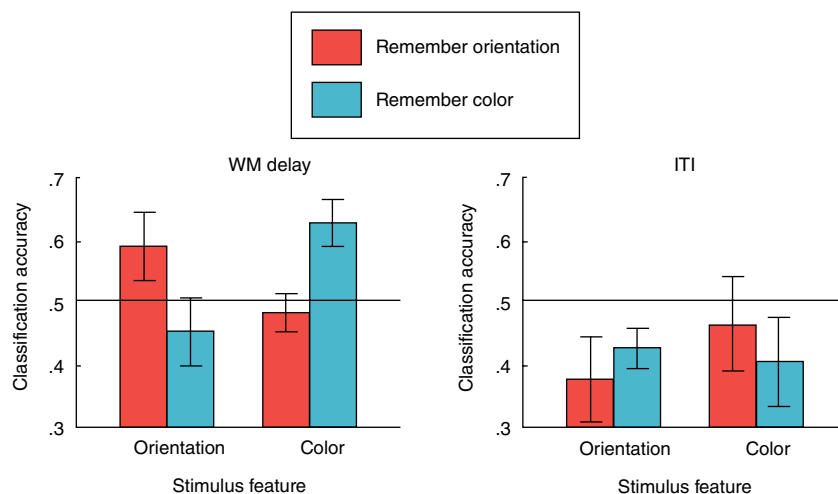 Remember orientation
Remember color
WM delay
Classification accuracy
.7
.6
.5
.4
.3
Orientation
Color
Stimulus feature
ITI
Classification accuracy
.7
.6
.5
.4
.3
Orientation
Color
Stimulus feature